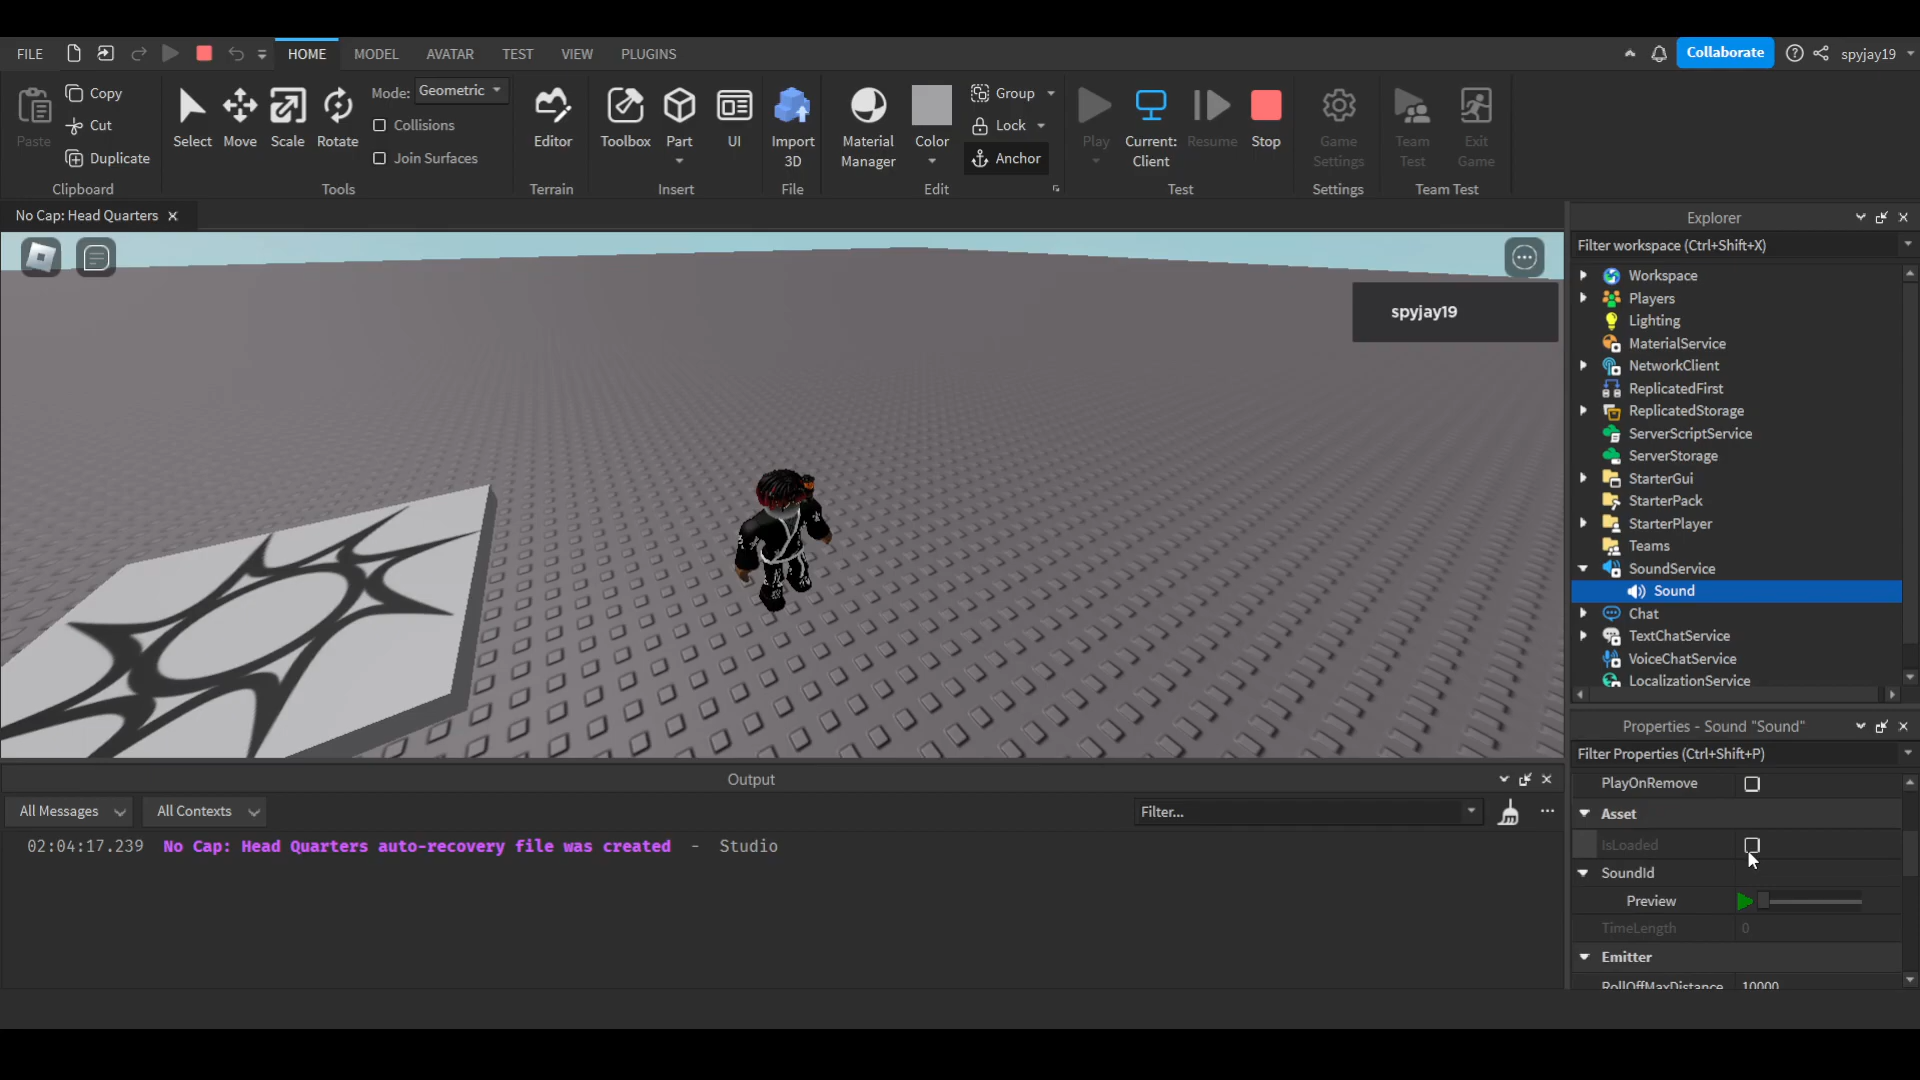 FILE HOME MODEL AVATAR TEST VIEW PLUGINS Collaborate spyjay19
Paste Copy Cut Duplicate Clipboard
Select Move Scale Rotate Mode: Geometric Collisions Join Surfaces Tools
Editor Terrain
Toolbox Part UI Insert
Import 3D File
Material Manager Color Group Lock Anchor Edit
Play Current: Client Resume Stop Test
Game Settings Settings
Team Test Exit Game Team Test
No Cap: Head Quarters
spyjay19
Explorer
Filter workspace (Ctrl+Shift+X)
Workspace
Players
Lighting
MaterialService
NetworkClient
ReplicatedFirst
ReplicatedStorage
ServerScriptService
ServerStorage
StarterGui
StarterPack
StarterPlayer
Teams
SoundService
Sound
Chat
TextChatService
VoiceChatService
LocalizationService
Properties - Sound "Sound"
Filter Properties (Ctrl+Shift+P)
PlayOnRemove
Asset
IsLoaded
SoundId
Preview
TimeLength 0
Emitter
RollOffMaxDistance 10000
Output
All Messages All Contexts Filter...
02:04:17.239 No Cap: Head Quarters auto-recovery file was created - Studio